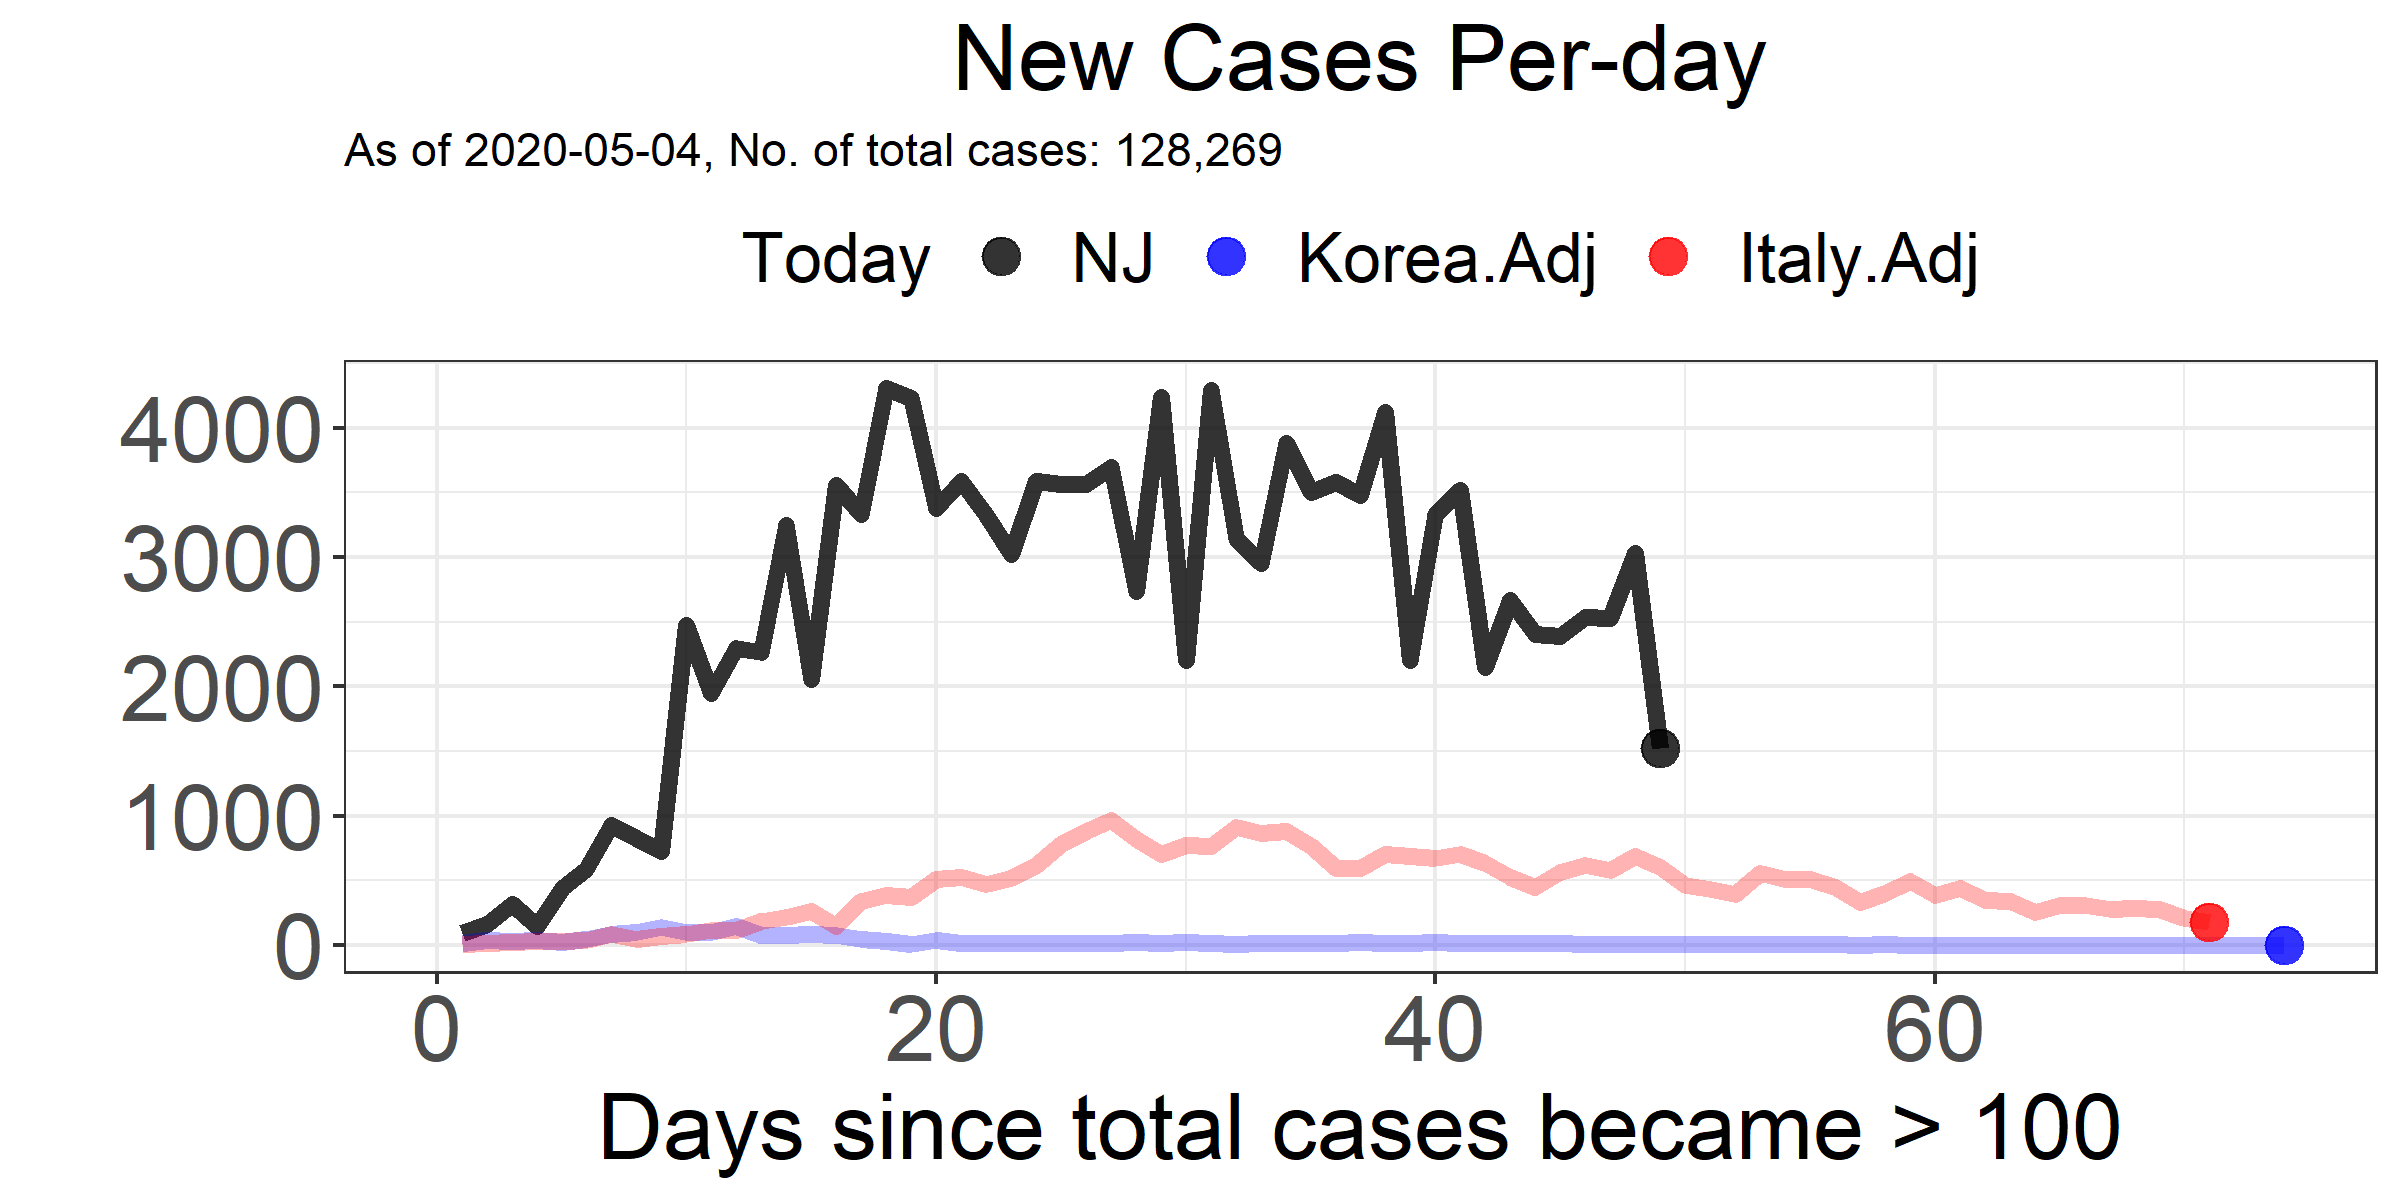 New Cases Per-day
As of 2020-05-04, No. of total cases: 128,269
Today NJ Korea.Adj Italy.Adj
4000
3000
2000
1000
0
0 20 40 60
Days since total cases became > 100